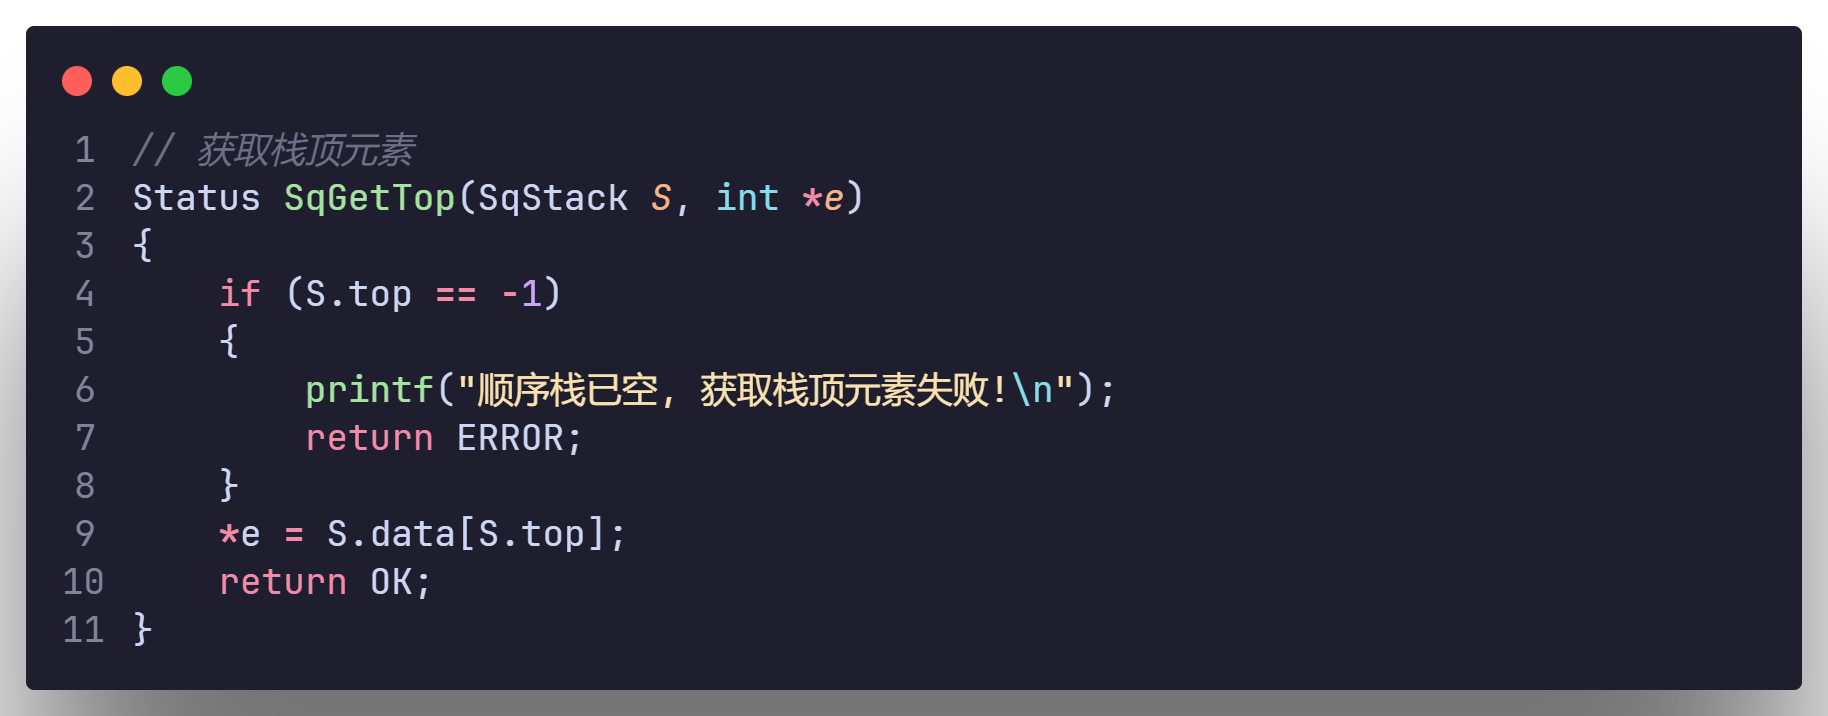 1 // 获取栈顶元素
2 Status SqGetTop(SqStack S, int *e)
3 {
4     if (S.top == -1)
5     {
6         printf("顺序栈已空, 获取栈顶元素失败!\n");
7         return ERROR;
8     }
9     *e = S.data[S.top];
10     return OK;
11 }